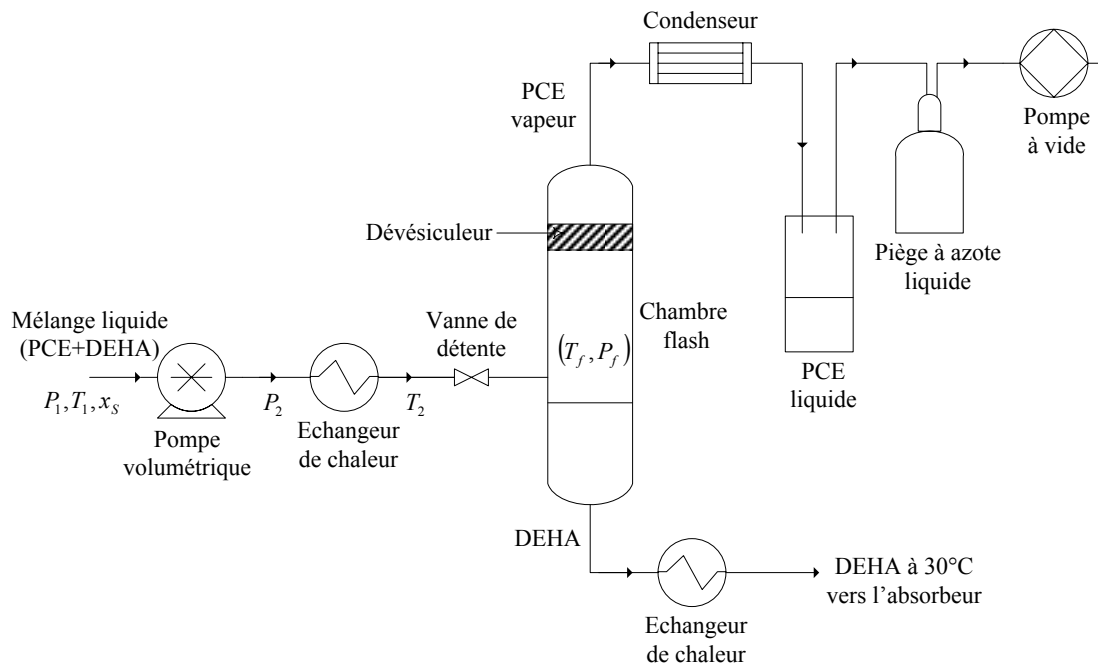 Condenseur
PCE
vapeur
Pompe
à vide
Dévésiculeur
Piège à azote
liquide
Mélange liquide
(PCE+DEHA)
Vanne de
détente
Chambre
flash
(T_f, P_f)
PCE
liquide
P_1, T_1, x_S
P_2
T_2
Pompe
volumétrique
Echangeur
de chaleur
DEHA
DEHA à 30°C
vers l'absorbeur
Echangeur
de chaleur